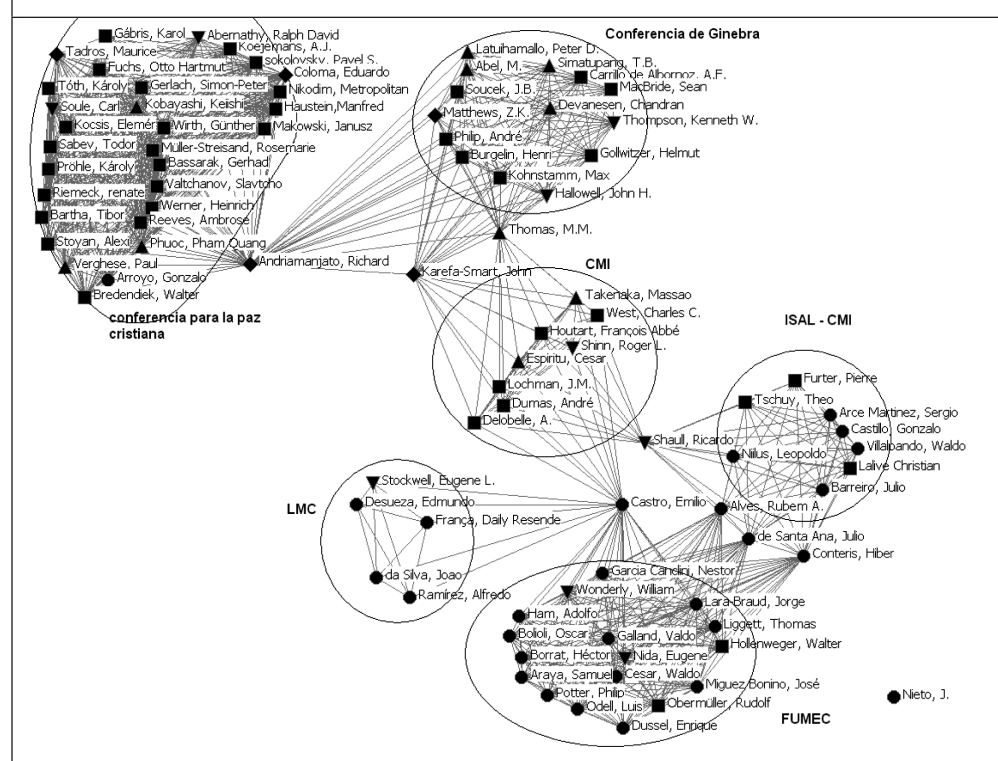 Conferencia de Ginebra
Gábris, Karol
Abernathy, Ralph David
Koejemans, A.J.
Tadros, Maurice
sokolovsky, Pavel S.
Fuchs, Otto Hartmut
Coloma, Eduardo
Tóth, Károly
Gerlach, Simon-Peter
Nikodim, Metropolitan
Soule, Carl
Kobayashi, Keiishi
Haustein,Manfred
Kocsis, Elemér
Wirth, Günther
Makowski, Janusz
Sabev, Todor
Müller-Streisand, Rosemarie
Pröhle, Károly
Bassarak, Gerhad
Riemeck, renate
Valtchanov, Slavtcho
Bartha, Tibor
Werner, Heinrich
Reeves, Ambrose
Stoyan, Alexi
Phuoc, Pham Quang
Verghese, Paul
Andriamanjato, Richard
Arroyo, Gonzalo
Bredendiek, Walter
conferencia para la paz
cristiana
Latuihamallo, Peter D.
Abel, M.
Simatupang, T.B.
Carrillo de Albornoz, A.F.
Soucek, J.B.
MacBride, Sean
Matthews, Z.K.
Devanesen, Chandran
Thompson, Kenneth W.
Philip, André
Burgelin, Henri
Gollwitzer, Helmut
Kohnstamm, Max
Hallowell, John H.
Thomas, M.M.
Karefa-Smart, John
CMI
Takenaka, Massao
West, Charles C.
Houtart, François Abbé
Shinn, Roger L.
Espiritu, Cesar
Lochman, J.M.
Dumas, André
Delobelle, A.
ISAL - CMI
Furter, Pierre
Tschuy, Theo
Arce Martinez, Sergio
Castillo, Gonzalo
Shaull, Ricardo
Villalpando, Waldo
Nilus, Leopoldo
Lalive Christian
Barreiro, Julio
LMC
Stockwell, Eugene L.
Desueza, Edmundo
França, Daily Resende
da Silva, Joao
Ramírez, Alfredo
Castro, Emilio
Alves, Rubem A.
de Santa Ana, Julio
Conteris, Hiber
Garcia Canclini, Nestor
Wonderly, William
Lara-Braud, Jorge
Ham, Adolfo
Liggett, Thomas
Bolioli, Oscar
Galland, Valdo
Hollenweger, Walter
Borrat, Héctor
Nida, Eugene
Araya, Samuel
Cesar, Waldo
Miguez Bonino, José
Potter, Philip
Obermüller, Rudolf
Odell, Luis
Nieto, J.
Dussel, Enrique
FUMEC